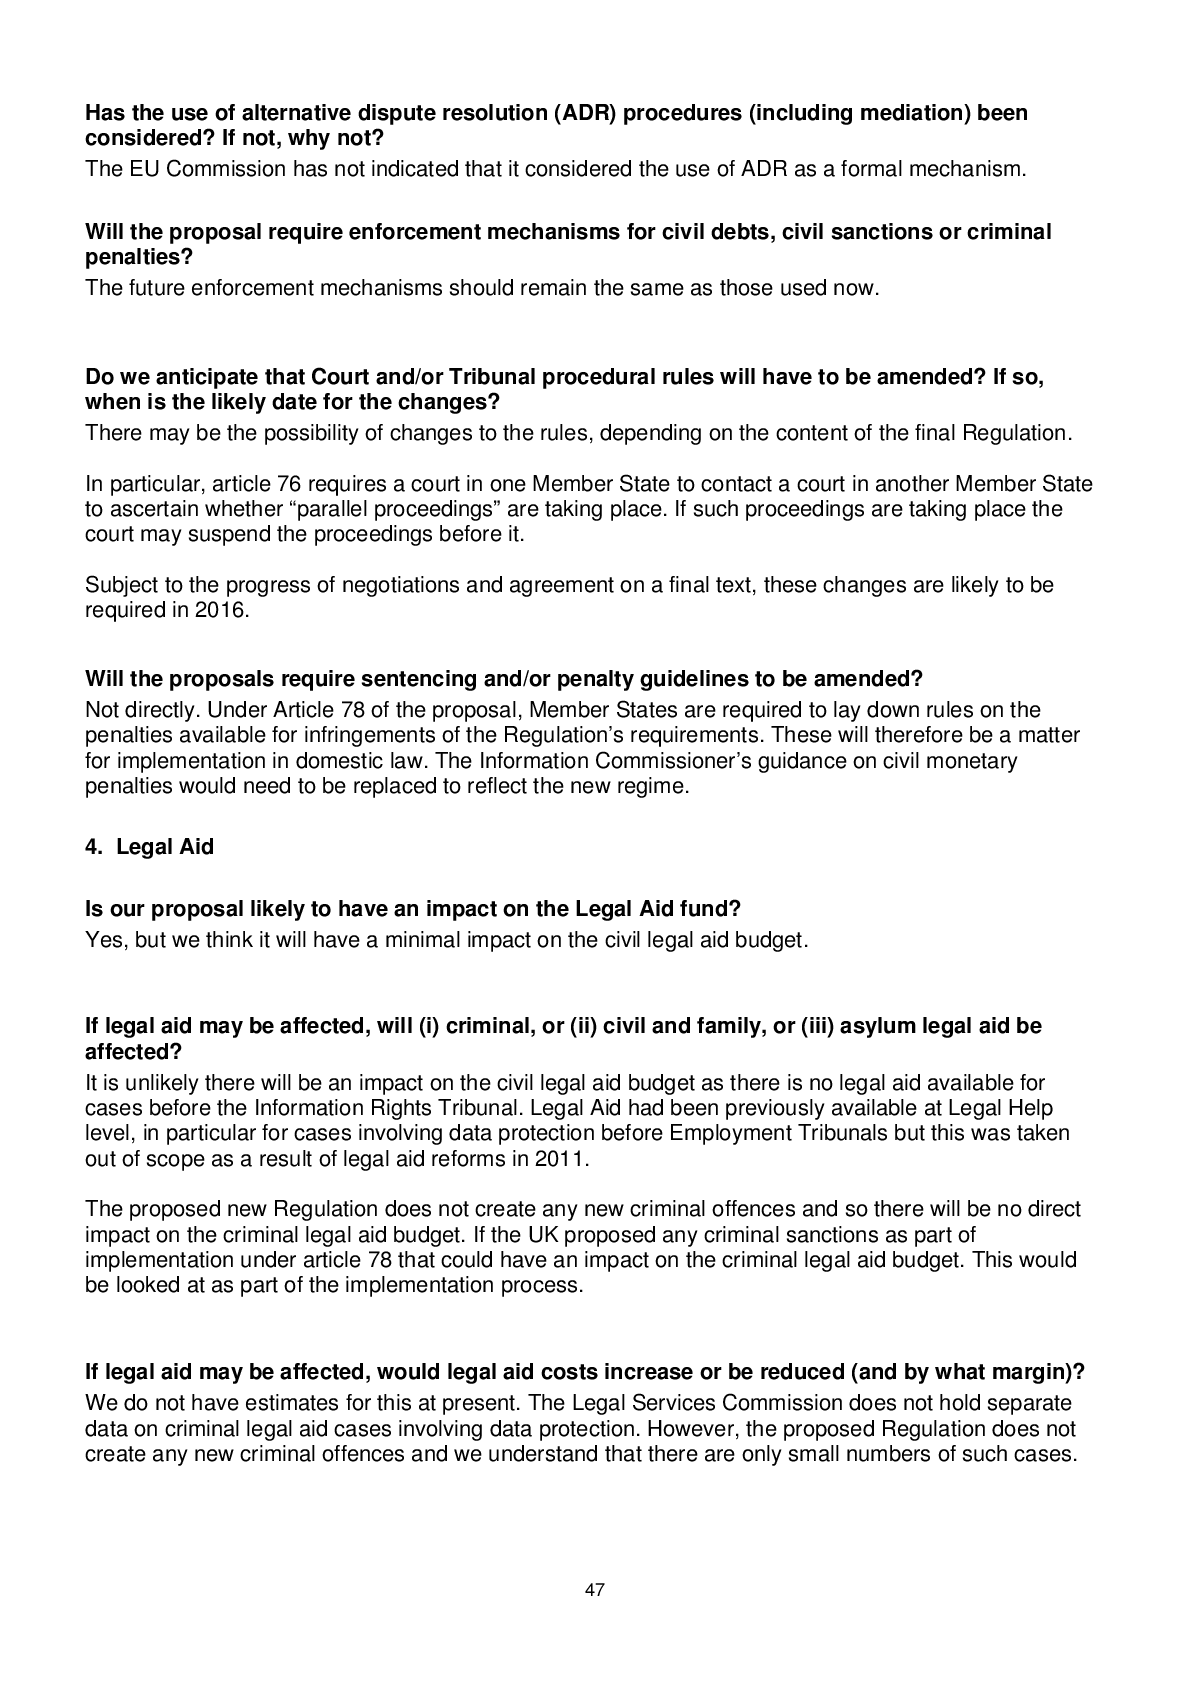 Has the use of alternative dispute resolution (ADR) procedures (including mediation) been
considered? If not, why not?
The EU Commission has not indicated that it considered the use of ADR as a formal mechanism.
Will the proposal require enforcement mechanisms for civil debts, civil sanctions or criminal
penalties?
The future enforcement mechanisms should remain the same as those used now.
Do we anticipate that Court and/or Tribunal procedural rules will have to be amended? If so,
when is the likely date for the changes?
There may be the possibility of changes to the rules, depending on the content of the final Regulation.
In particular, article 76 requires a court in one Member State to contact a court in another Member State
to ascertain whether “parallel proceedings” are taking place. If such proceedings are taking place the
court may suspend the proceedings before it.
Subject to the progress of negotiations and agreement on a final text, these changes are likely to be
required in 2016.
Will the proposals require sentencing and/or penalty guidelines to be amended?
Not directly. Under Article 78 of the proposal, Member States are required to lay down rules on the
penalties available for infringements of the Regulation’s requirements. These will therefore be a matter
for implementation in domestic law. The Information Commissioner’s guidance on civil monetary
penalties would need to be replaced to reflect the new regime.
4. Legal Aid
Is our proposal likely to have an impact on the Legal Aid fund?
Yes, but we think it will have a minimal impact on the civil legal aid budget.
If legal aid may be affected, will (i) criminal, or (ii) civil and family, or (iii) asylum legal aid be
affected?
It is unlikely there will be an impact on the civil legal aid budget as there is no legal aid available for
cases before the Information Rights Tribunal. Legal Aid had been previously available at Legal Help
level, in particular for cases involving data protection before Employment Tribunals but this was taken
out of scope as a result of legal aid reforms in 2011.
The proposed new Regulation does not create any new criminal offences and so there will be no direct
impact on the criminal legal aid budget. If the UK proposed any criminal sanctions as part of
implementation under article 78 that could have an impact on the criminal legal aid budget. This would
be looked at as part of the implementation process.
If legal aid may be affected, would legal aid costs increase or be reduced (and by what margin)?
We do not have estimates for this at present. The Legal Services Commission does not hold separate
data on criminal legal aid cases involving data protection. However, the proposed Regulation does not
create any new criminal offences and we understand that there are only small numbers of such cases.
47